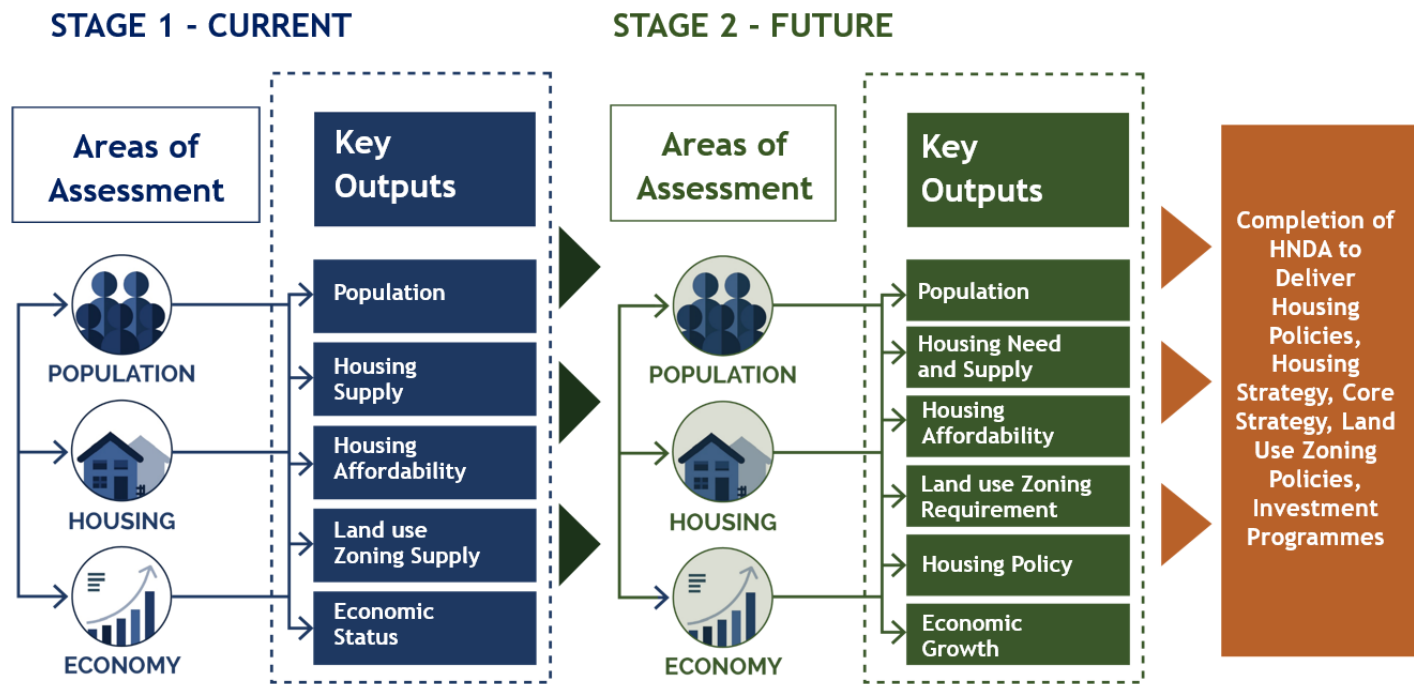 STAGE 1 - CURRENT
Areas of
Assessment
Key
Outputs
POPULATION
HOUSING
ECONOMY
Population
Housing
Supply
Housing
Affordability
Land use
Zoning Supply
Economic
Status
STAGE 2 - FUTURE
Areas of
Assessment
Key
Outputs
POPULATION
HOUSING
ECONOMY
Population
Housing Need
and Supply
Housing
Affordability
Land use Zoning
Requirement
Housing Policy
Economic
Growth
Completion of
HNDA to
Deliver
Housing
Policies,
Housing
Strategy, Core
Strategy, Land
Use Zoning
Policies,
Investment
Programmes